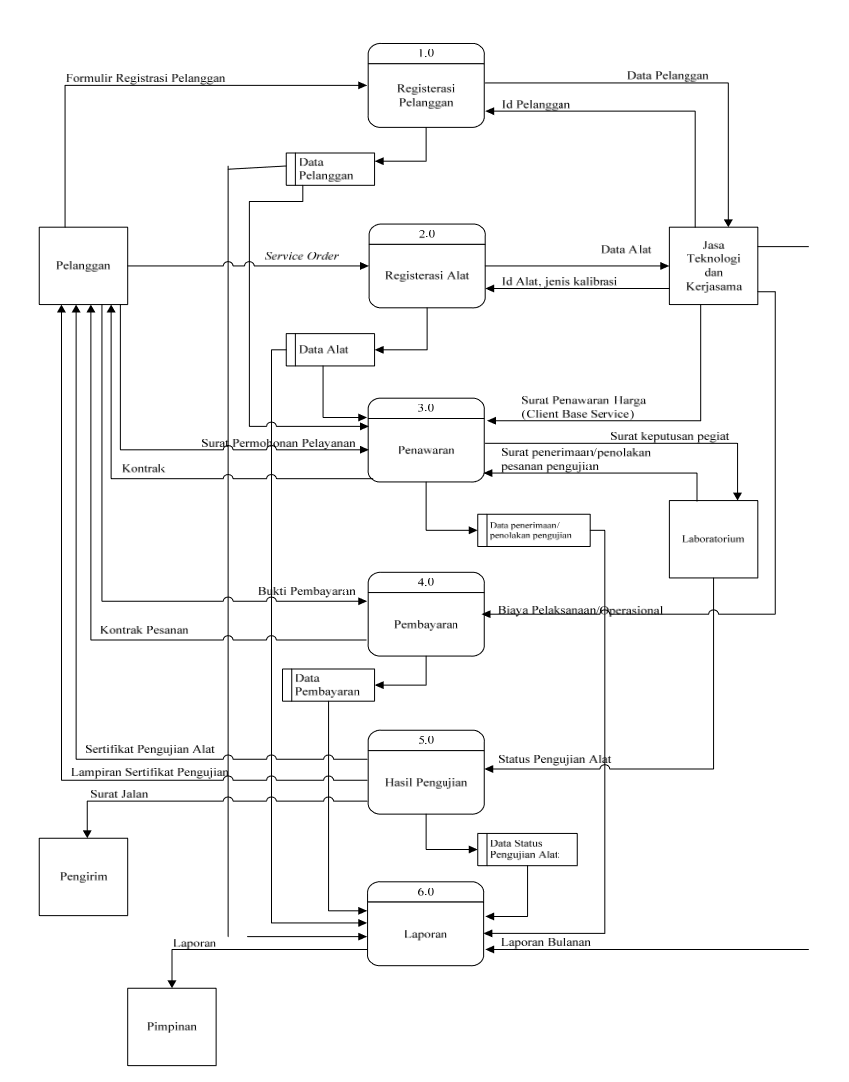 1.0
Formulir Registrasi Pelanggan
Registerasi
Pelanggan
Data Pelanggan
Id Pelanggan
Data
Pelanggan
Pelanggan
2.0
Service Order
Registerasi Alat
Data Alat
Id Alat, jenis kalibrasi
Jasa
Teknologi
dan
Kerjasama
Data Alat
3.0
Surat Penawaran Harga
(Client Base Service)
Surat Permohonan Pelayanan
Penawaran
Surat keputusan pegiat
Surat penerimaan/penolakan
pesanan pengujian
Kontrak
Data penerimaan/
penolakan pengujian
Laboratorium
4.0
Bukti Pembayaran
Pembayaran
Biaya Pelaksanaan/Operasional
Kontrak Pesanan
Data
Pembayaran
5.0
Sertifikat Pengujian Alat
Status Pengujian Alat
Lampiran Sertifikat Pengujian
Hasil Pengujian
Surat Jalan
Data Status
Pengujian Alat
Pengirim
6.0
Laporan
Laporan
Laporan Bulanan
Pimpinan